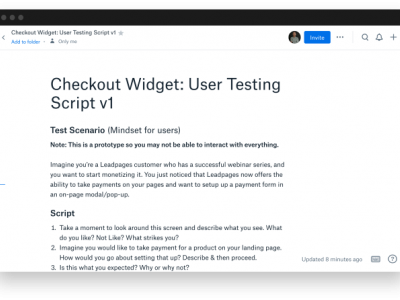 Checkout Widget: User Testing Script v1
Add to folder
Only me
Invite
Checkout Widget: User Testing
Script v1
Test Scenario (Mindset for users)
Note: This is a prototype so you may not be able to interact with everything.
Imagine you're a Leadpages customer who has a successful webinar series, and
you want to start monetizing it. You just noticed that Leadpages now offers the
ability to take payments on your pages and want to setup up a payment form in
an on-page modal/pop-up.
Script
1. Take a moment to look around this screen and describe what you see. What
do you like? Not Like? What strikes you?
2. Imagine you would like to take payment for a product on your landing page.
How would you go about setting that up? Describe & then proceed.
3. Is this what you expected? Why or why not?
Updated 8 minutes ago